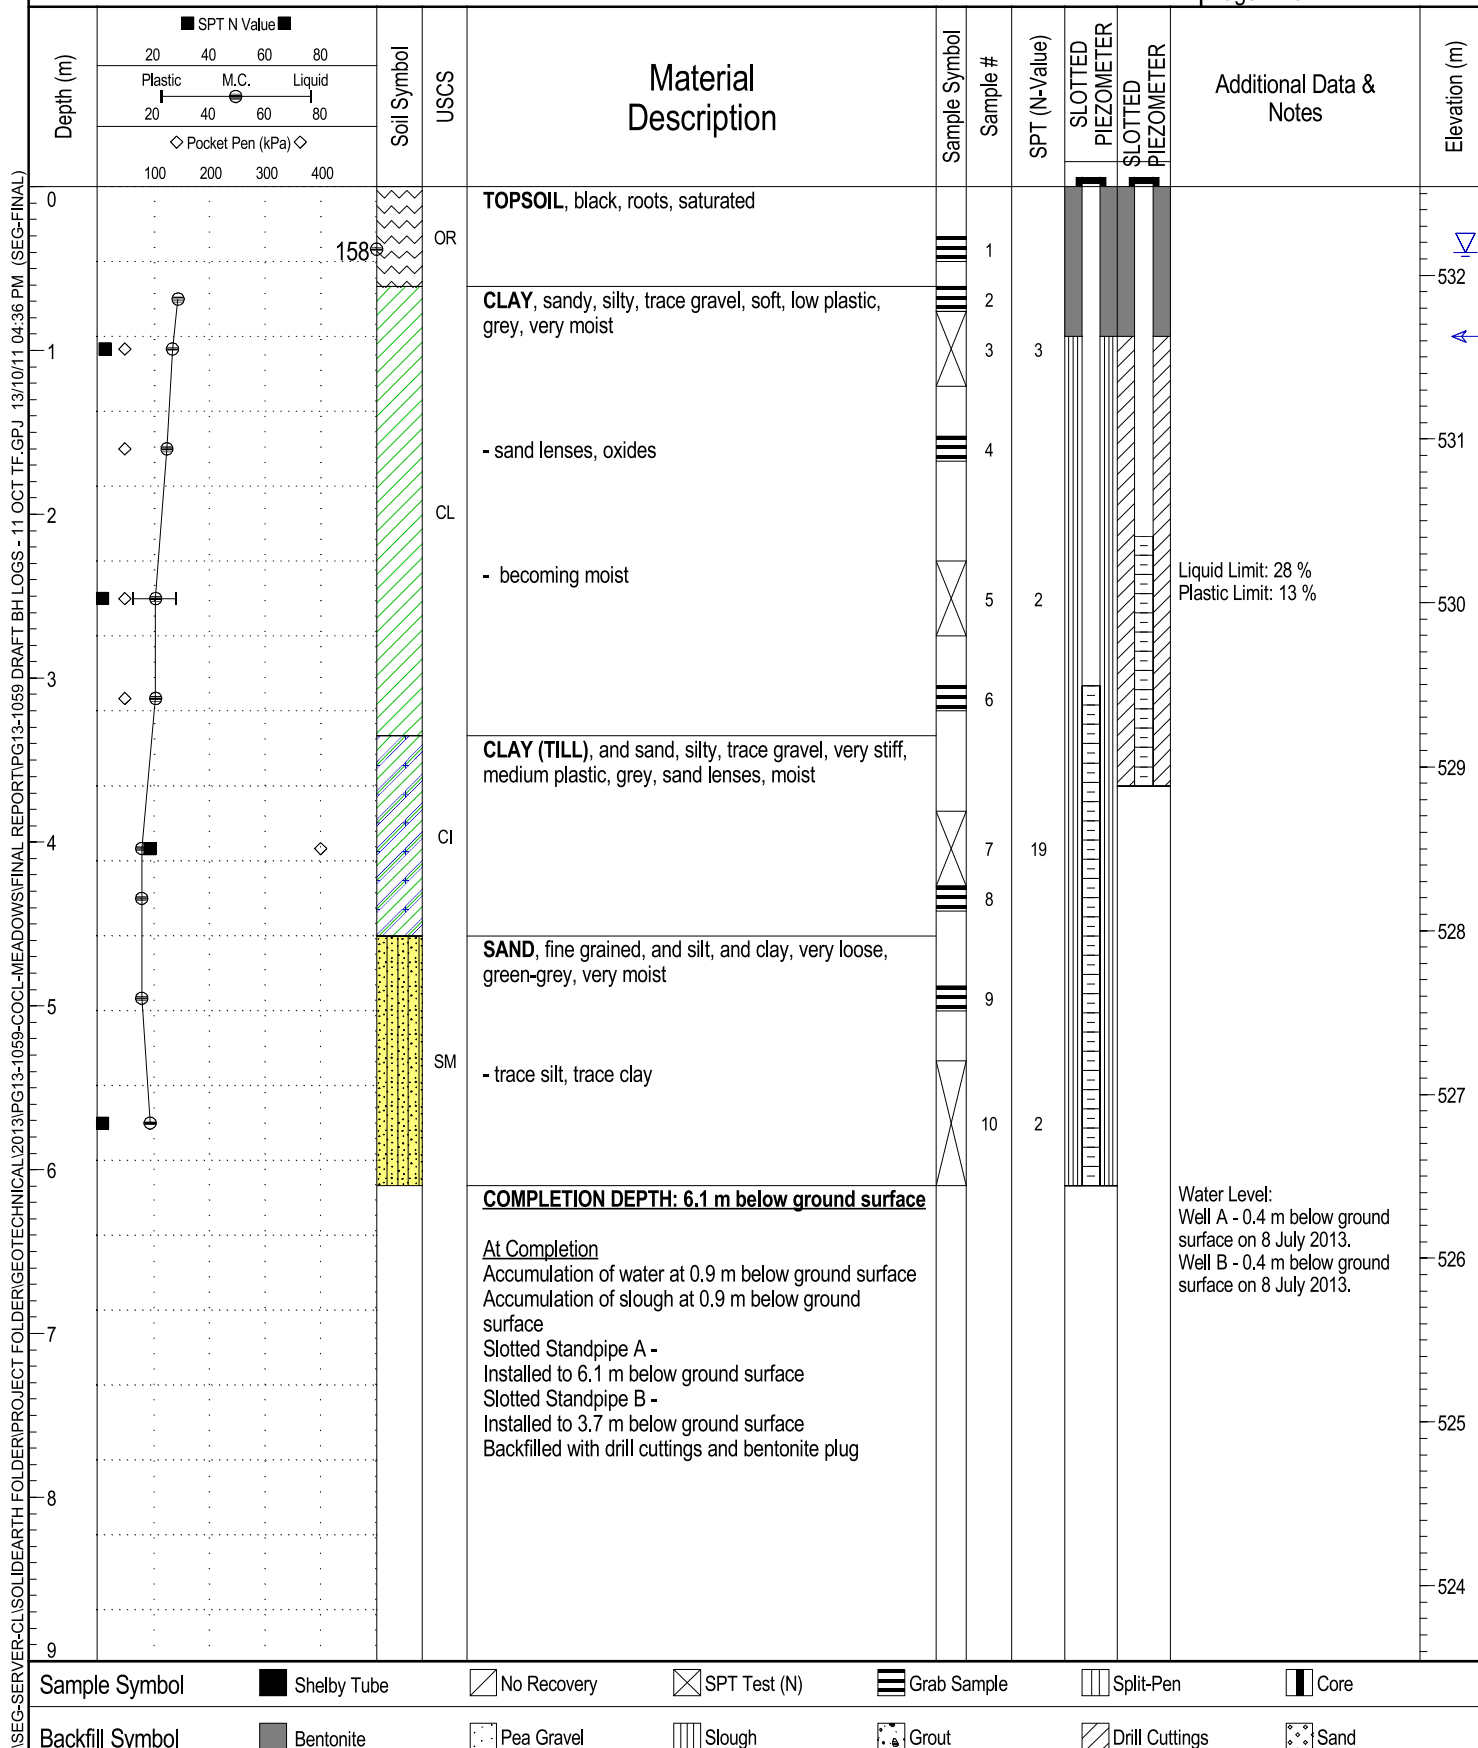 SPT N Value
20 40 60 80
Plastic M.C. Liquid
20 40 60 80
Pocket Pen (kPa)
100 200 300 400
Depth (m)
Soil Symbol
USCS
Material
Description
Sample Symbol
Sample #
SPT (N-Value)
SLOTTED
PIEZOMETER
SLOTTED
PIEZOMETER
Additional Data &
Notes
Elevation (m)
0
TOPSOIL, black, roots, saturated
OR
158
1
532
CLAY, sandy, silty, trace gravel, soft, low plastic,
grey, very moist
2
1
3
3
- sand lenses, oxides
4
531
2
CL
- becoming moist
5
2
Liquid Limit: 28 %
Plastic Limit: 13 %
530
3
6
CLAY (TILL), and sand, silty, trace gravel, very stiff,
medium plastic, grey, sand lenses, moist
529
4
CI
7
19
8
528
SAND, fine grained, and silt, and clay, very loose,
green-grey, very moist
5
9
SM
- trace silt, trace clay
527
10
2
6
COMPLETION DEPTH: 6.1 m below ground surface
At Completion
Accumulation of water at 0.9 m below ground surface
Accumulation of slough at 0.9 m below ground
surface
Slotted Standpipe A -
Installed to 6.1 m below ground surface
Slotted Standpipe B -
Installed to 3.7 m below ground surface
Backfilled with drill cuttings and bentonite plug
Water Level:
Well A - 0.4 m below ground
surface on 8 July 2013.
Well B - 0.4 m below ground
surface on 8 July 2013.
526
7
525
8
524
9
Sample Symbol
Shelby Tube
No Recovery
SPT Test (N)
Grab Sample
Split-Pen
Core
Backfill Symbol
Bentonite
Pea Gravel
Slough
Grout
Drill Cuttings
Sand
\SEG-SERVER-CL\SOLIDEARTH FOLDER\PROJECT FOLDER\GEOTECHNICAL\2013\PG13-1059-COCL-MEADOWS\FINAL REPORT\PG13-1059 DRAFT BH LOGS - 11 OCT TF.GPJ 13/10/11 04:36 PM (SEG-FINAL)